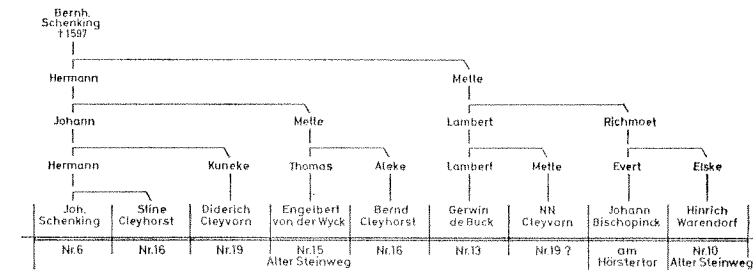 Bernh.
Schenking
†1597
Hermann Mette
Johann Mette Lambert Richmoet
Hermann Kuneke Thomas Aleke Lambert Mette Evert Elske
Joh. Stine Diderich Engelbert Bernd Gerwin NN Johann Hinrich
Schenking Cleyhorst Cleyvorn von der Wyck Cleyhorst de Buck Cleyvorn Bischopinck Warendorf
Nr.6 Nr.16 Nr.19 Nr.15 Nr.16 Nr.13 Nr.19 ? am Nr.10
Alter Steinweg Hörstertor Alter Steinweg